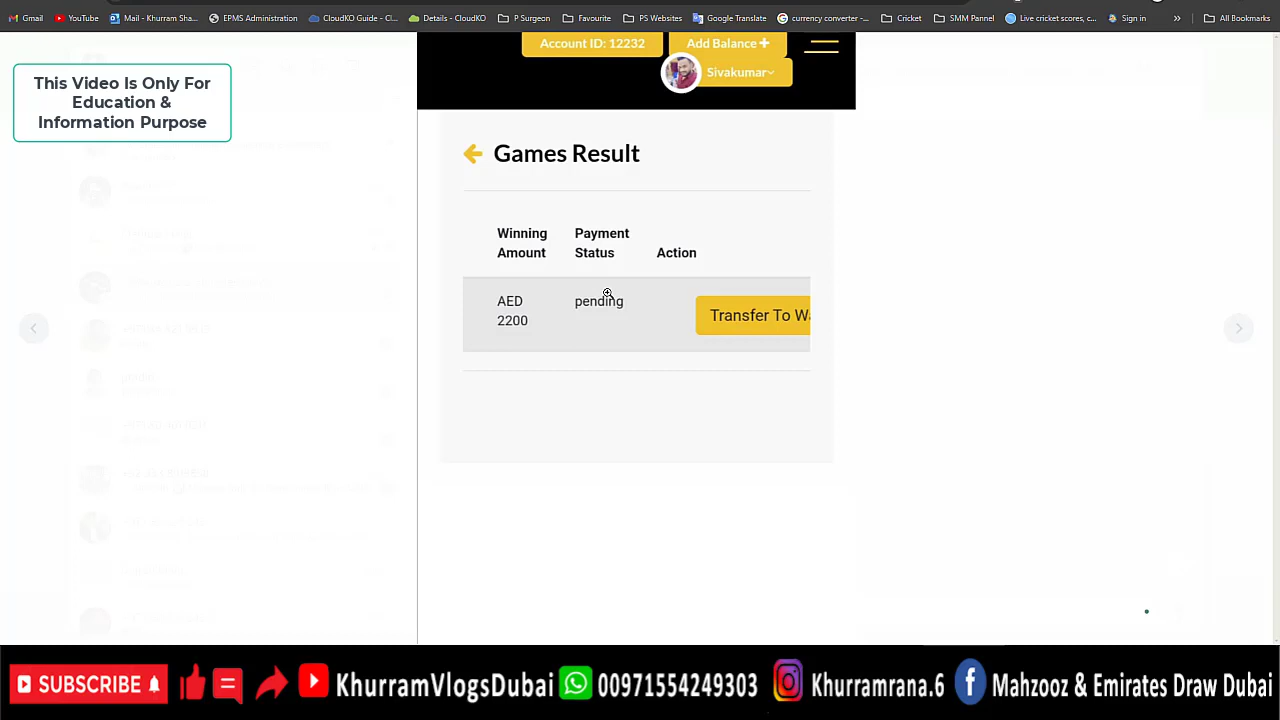 Gmail YouTube Mail - Khurram Sha... EPMS Administration CloudKO Guide - Cl... Details - CloudKO P Surgeon Favourite PS Websites Google Translate currency converter -... Cricket SMM Pannel Live cricket scores, c... Sign in » All Bookmarks
This Video Is Only For
Education &
Information Purpose
Account ID: 12232 Add Balance +
Sivakumar
Games Result
Winning Amount Payment Status Action
AED 2200 pending Transfer To Wa
SUBSCRIBE KhurramVlogsDubai 00971554249303 Khurramrana.6 Mahzooz & Emirates Draw Dubai